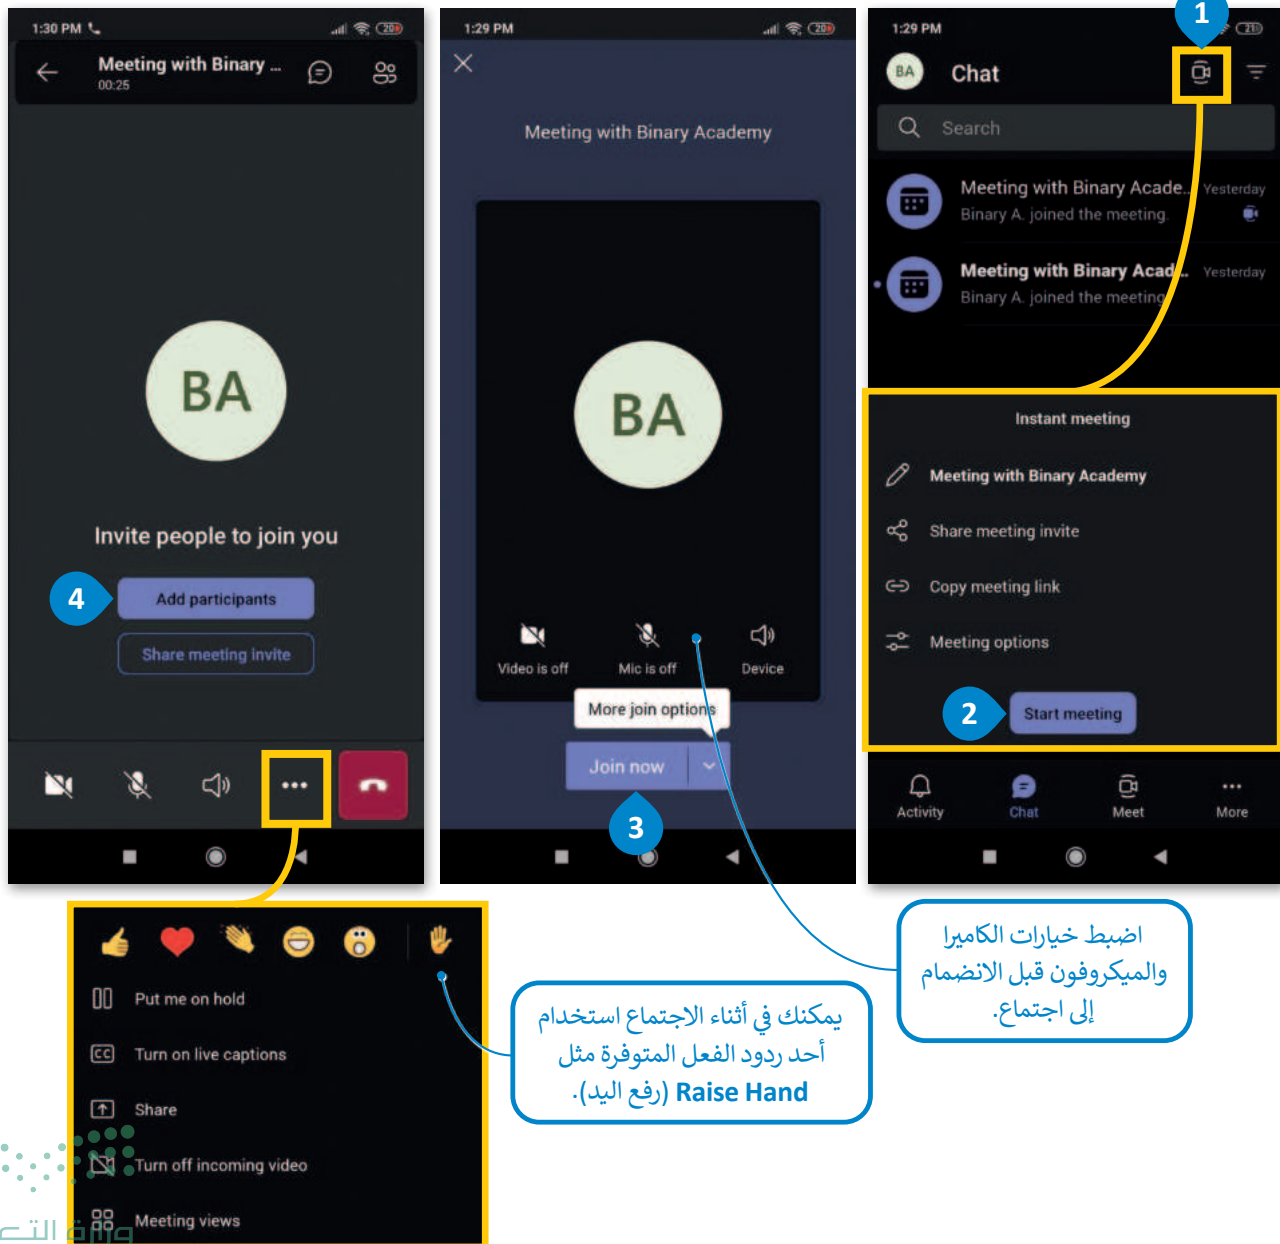 1:30 PM
20
Meeting with Binary ...
00:25
BA
Invite people to join you
4
Add participants
Share meeting invite
1:29 PM
20
Meeting with Binary Academy
BA
Video is off
Mic is off
Device
More join options
Join now
3
1
1:29 PM
21
BA
Chat
Search
Meeting with Binary Acade...
Yesterday
Binary A. joined the meeting.
Meeting with Binary Acad...
Yesterday
Binary A. joined the meeting
Instant meeting
Meeting with Binary Academy
Share meeting invite
Copy meeting link
Meeting options
2
Start meeting
Activity
Chat
Meet
More
اضبط خيارات الكاميرا
والميكروفون قبل الانضمام
إلى اجتماع.
يمكنك في أثناء الاجتماع استخدام
أحد ردود الفعل المتوفرة مثل
Raise Hand (رفع اليد).
Put me on hold
CC
Turn on live captions
Share
Turn off incoming video
Meeting views